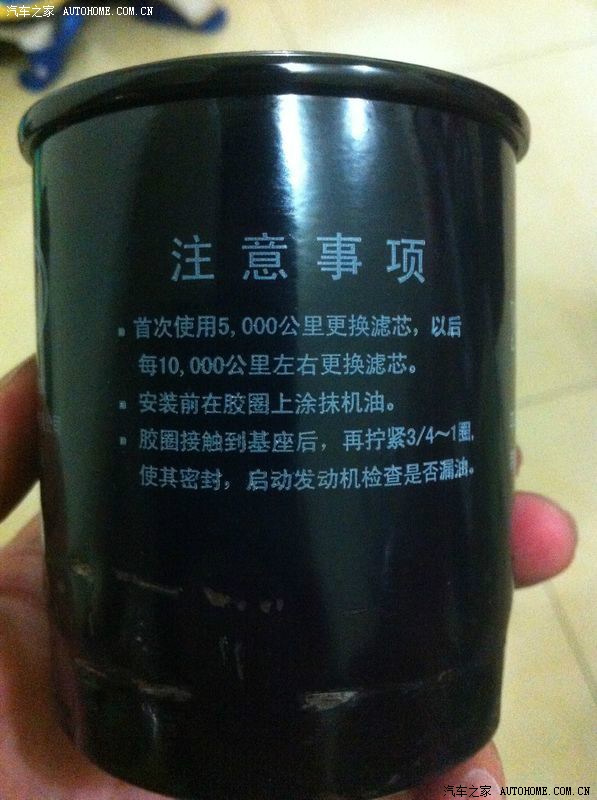 汽车之家 AUTOHOME.COM.CN
注意事项
▪首次使用5,000公里更换滤芯，以后
每10,000公里左右更换滤芯。
▪安装前在胶圈上涂抹机油。
▪胶圈接触到基座后，再拧紧3/4～1圈，
使其密封，启动发动机检查是否漏油。
汽车之家 AUTOHOME.COM.CN